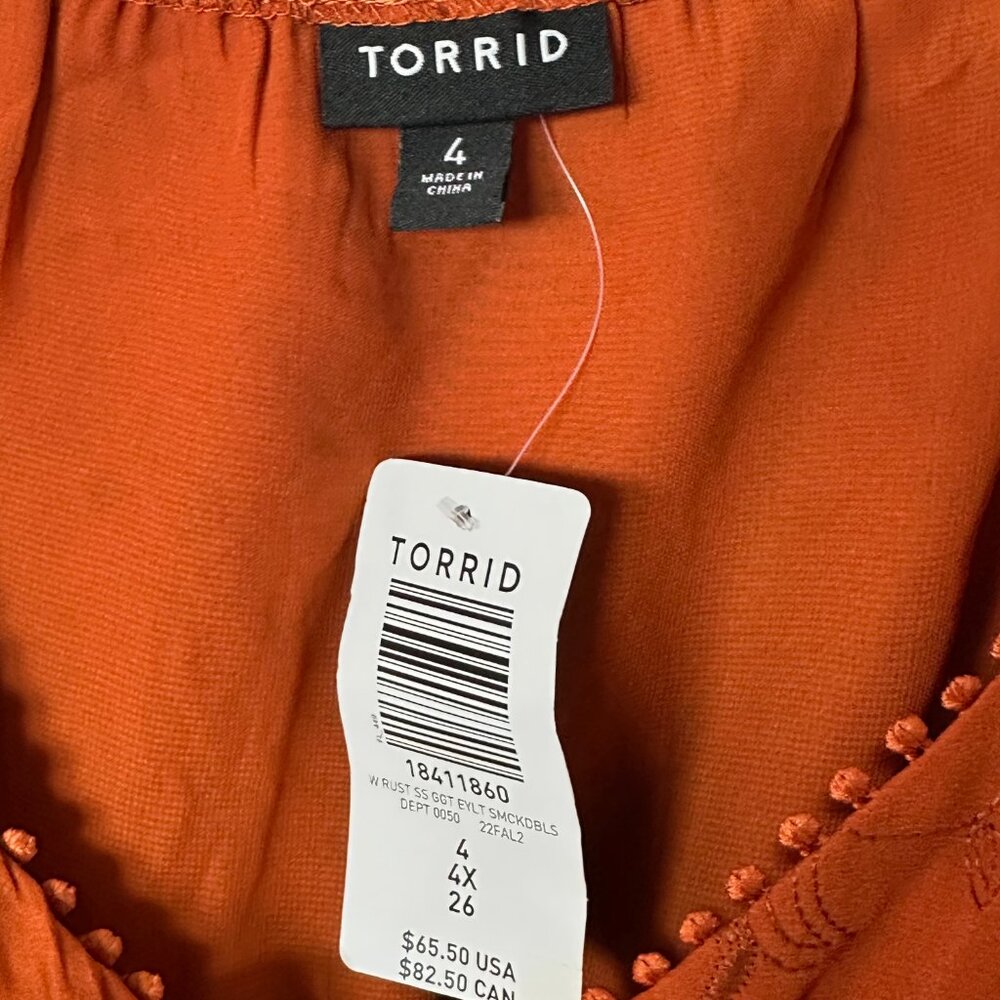 TORRID
4
MADE IN
CHINA
TORRID
18411860
W RUST SS GGT EYLT SMCKDBLS
DEPT 0050 22FAL2
4
4X
26
$65.50 USA
$82.50 CAN